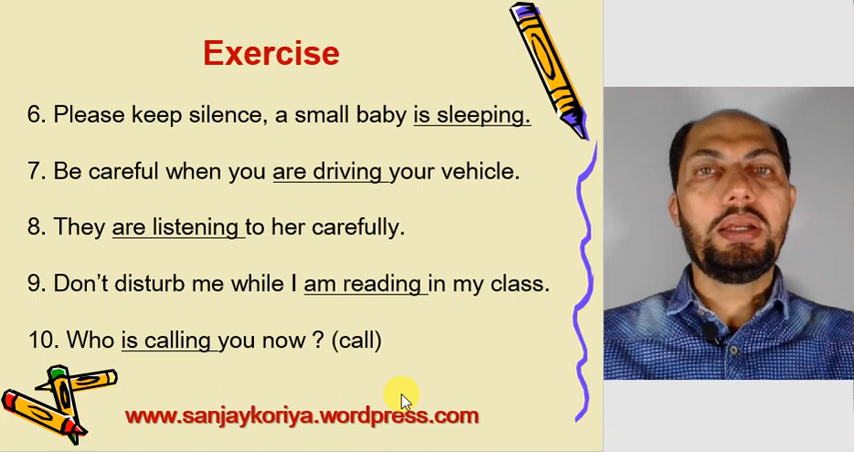 Exercise
6. Please keep silence, a small baby is sleeping.
7. Be careful when you are driving your vehicle.
8. They are listening to her carefully.
9. Don't disturb me while I am reading in my class.
10. Who is calling you now ? (call)
www.sanjaykoriya.wordpress.com